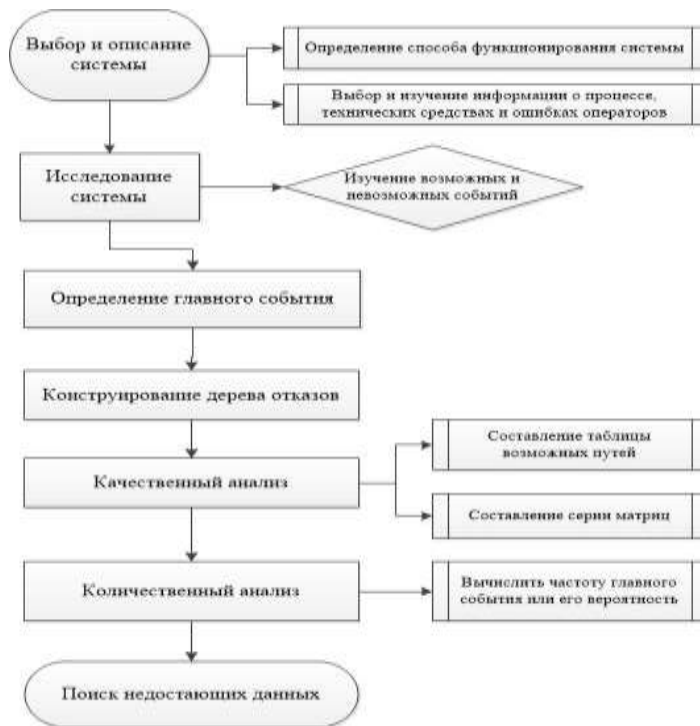 Выбор и описание
системы
Определение способа функционирования системы
Выбор и изучение информации о процессе,
технических средствах и ошибках операторов
Исследование
системы
Изучение возможных и
невозможных событий
Определение главного события
Конструирование дерева отказов
Качественный анализ
Составление таблицы
возможных путей
Составление серии матриц
Количественный анализ
Вычислить частоту главного
события или его вероятность
Поиск недостающих данных